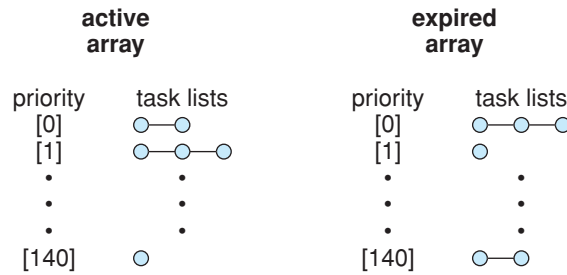 active
array
priority
task lists
[0]
[1]
[140]
expired
array
priority
task lists
[0]
[1]
[140]